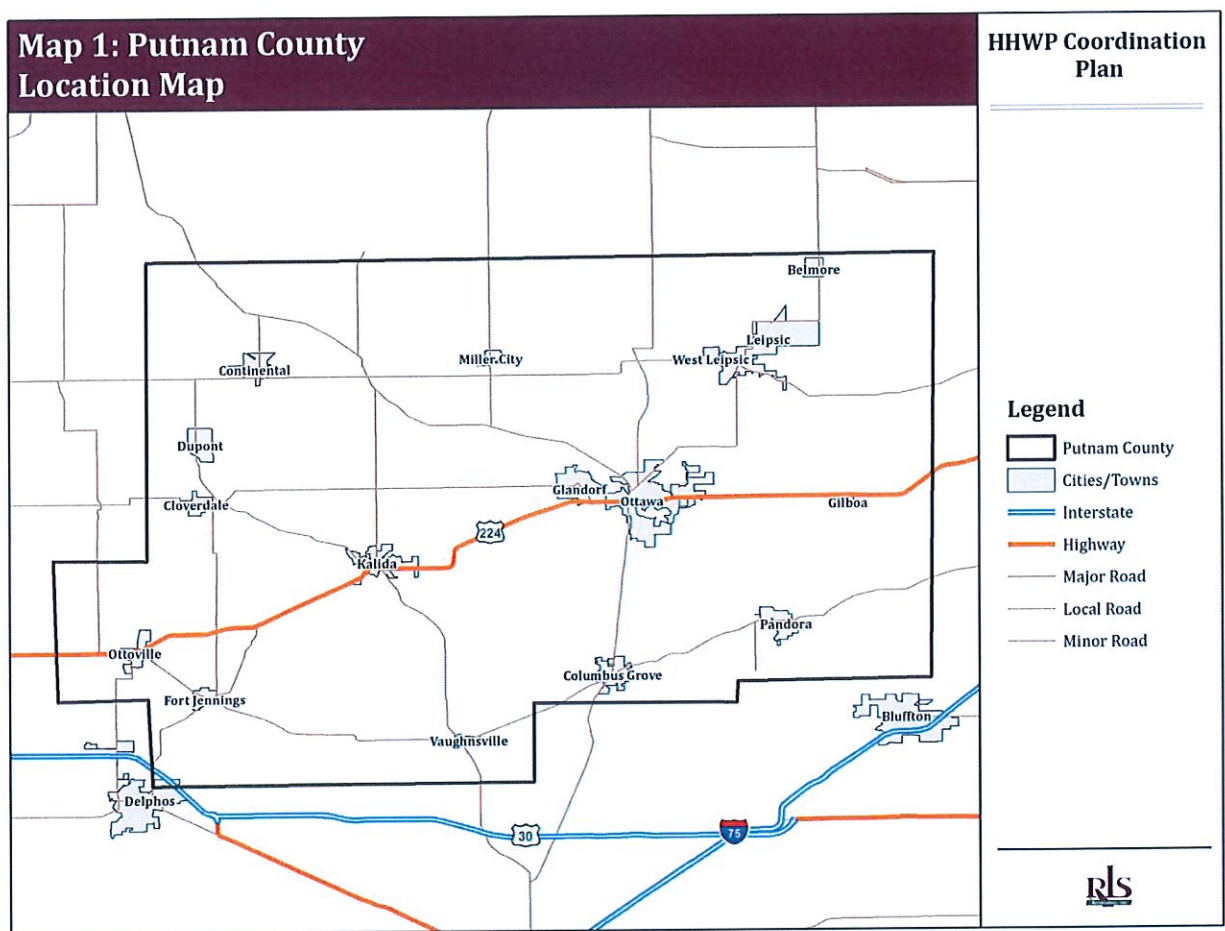 Map 1: Putnam County
Location Map
HHWP Coordination
Plan
Belmore
Leipsic
West Leipsic
Miller City
Continental
Dupont
Cloverdale
Glandorf
Ottawa
Gilboa
224
Kalida
Pandora
Ottoville
Columbus Grove
Fort Jennings
Bluffton
Vaughnsville
Delphos
30
75
Legend
Putnam County
Cities/Towns
Interstate
Highway
Major Road
Local Road
Minor Road
RLS